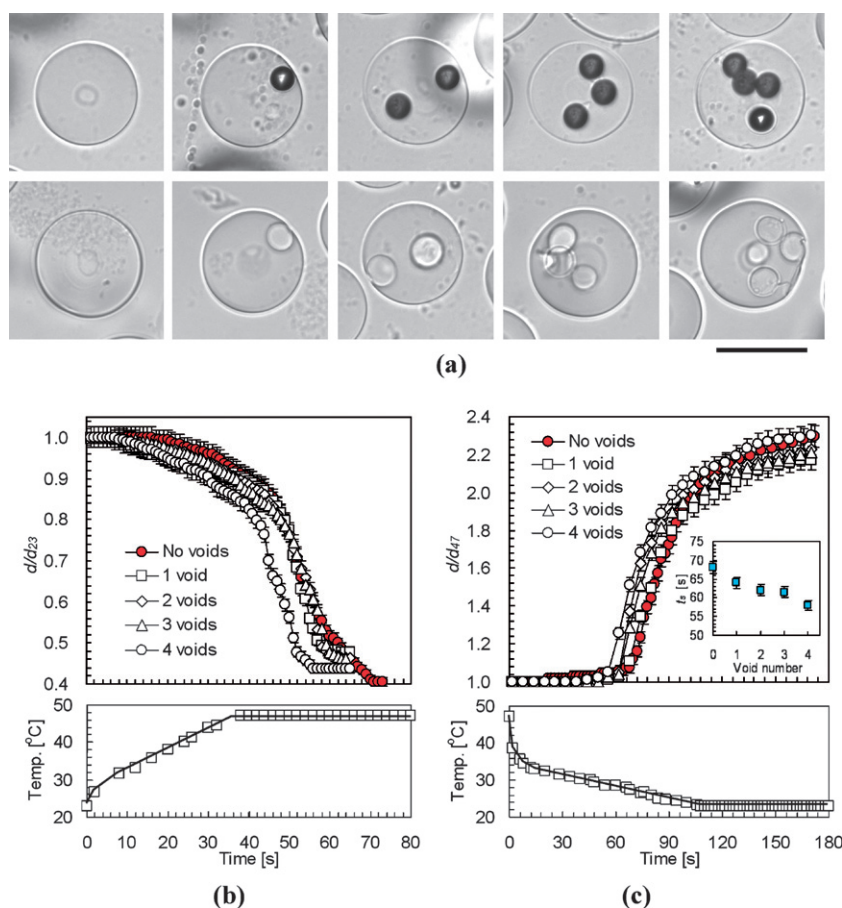 (a)
1.0
0.9
0.8
0.7
0.6
0.5
0.4
d/d23
No voids
1 void
2 voids
3 voids
4 voids
50
40
30
20
Temp. [°C]
0 10 20 30 40 50 60 70 80
Time [s]
(b)
2.4
2.2
2.0
1.8
1.6
1.4
1.2
1.0
d/d47
No voids
1 void
2 voids
3 voids
4 voids
75
70
65
60
55
50
ts [s]
0 1 2 3 4
Void number
50
40
30
20
Temp. [°C]
0 30 60 90 120 150 180
Time [s]
(c)